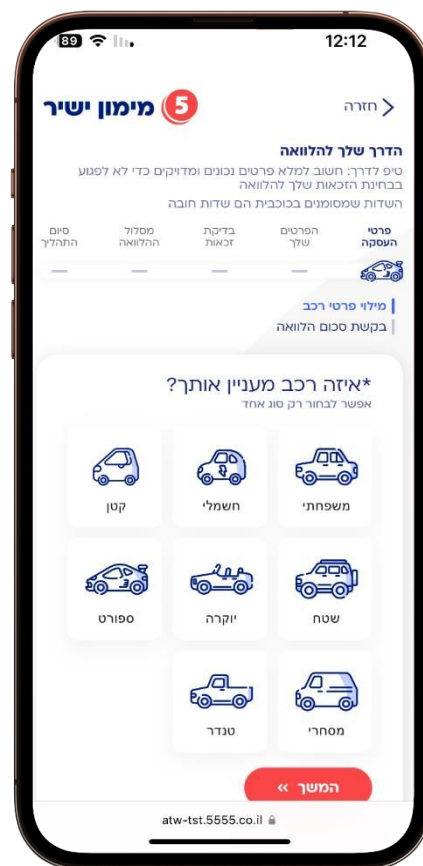 12:12
89
חזרה
5 מימון ישיר
הדרך שלך להלוואה
טיפ לדרך: חשוב למלא פרטים נכונים ומדויקים כדי לא לפגוע
בבחינת הזכאות שלך להלוואה
השדות שמסומנים בכוכבית הם שדות חובה
פרטי העסקה
הפרטים שלך
בדיקת זכאות
מסלול ההלוואה
סיום התהליך
מילוי פרטי רכב
בקשת סכום הלוואה
*איזה רכב מעניין אותך?
אפשר לבחור רק סוג אחד
משפחתי
חשמלי
קטן
שטח
יוקרה
ספורט
מסחרי
טנדר
המשך »
atw-tst.5555.co.il